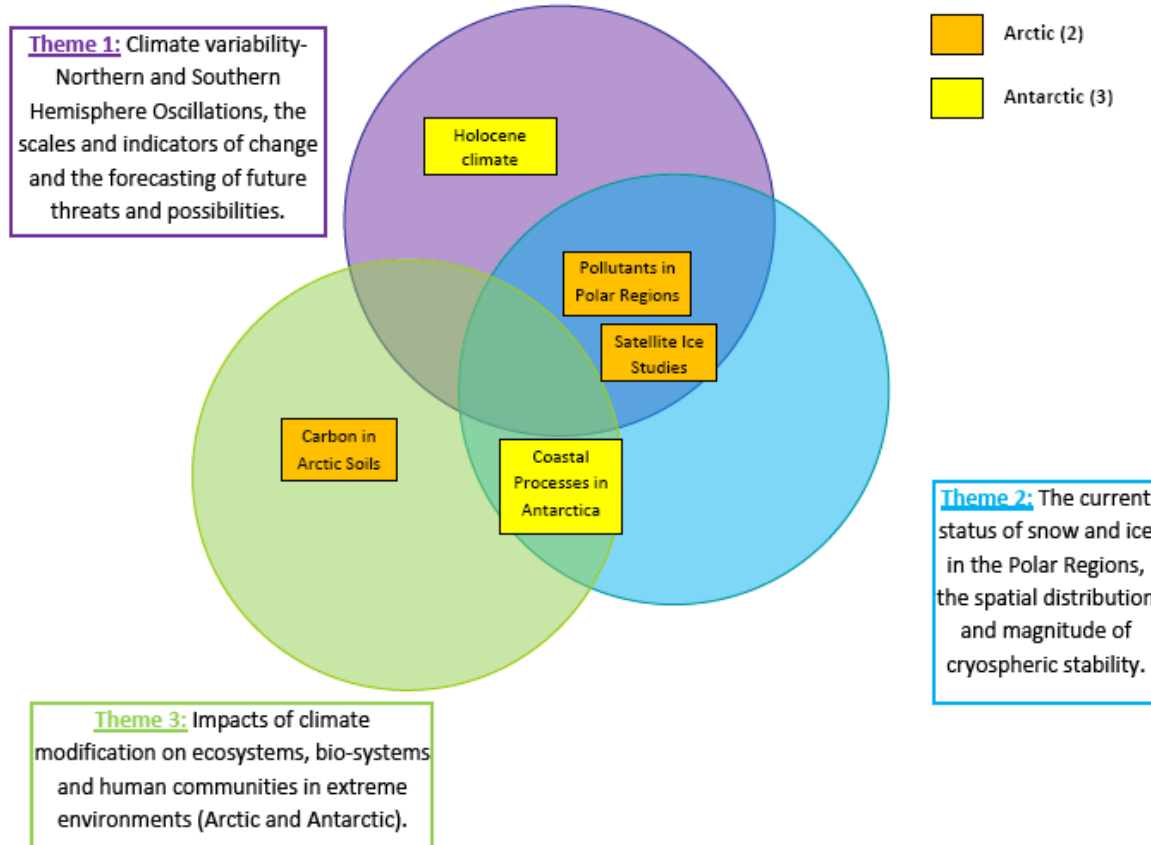 Theme 1: Climate variability-
Northern and Southern
Hemisphere Oscillations, the
scales and indicators of change
and the forecasting of future
threats and possibilities.
Arctic (2)
Antarctic (3)
Holocene
climate
Pollutants in
Polar Regions
Satellite Ice
Studies
Carbon in
Arctic Soils
Coastal
Processes in
Antarctica
Theme 2: The current
status of snow and ice
in the Polar Regions,
the spatial distribution
and magnitude of
cryospheric stability.
Theme 3: Impacts of climate
modification on ecosystems, bio-systems
and human communities in extreme
environments (Arctic and Antarctic).